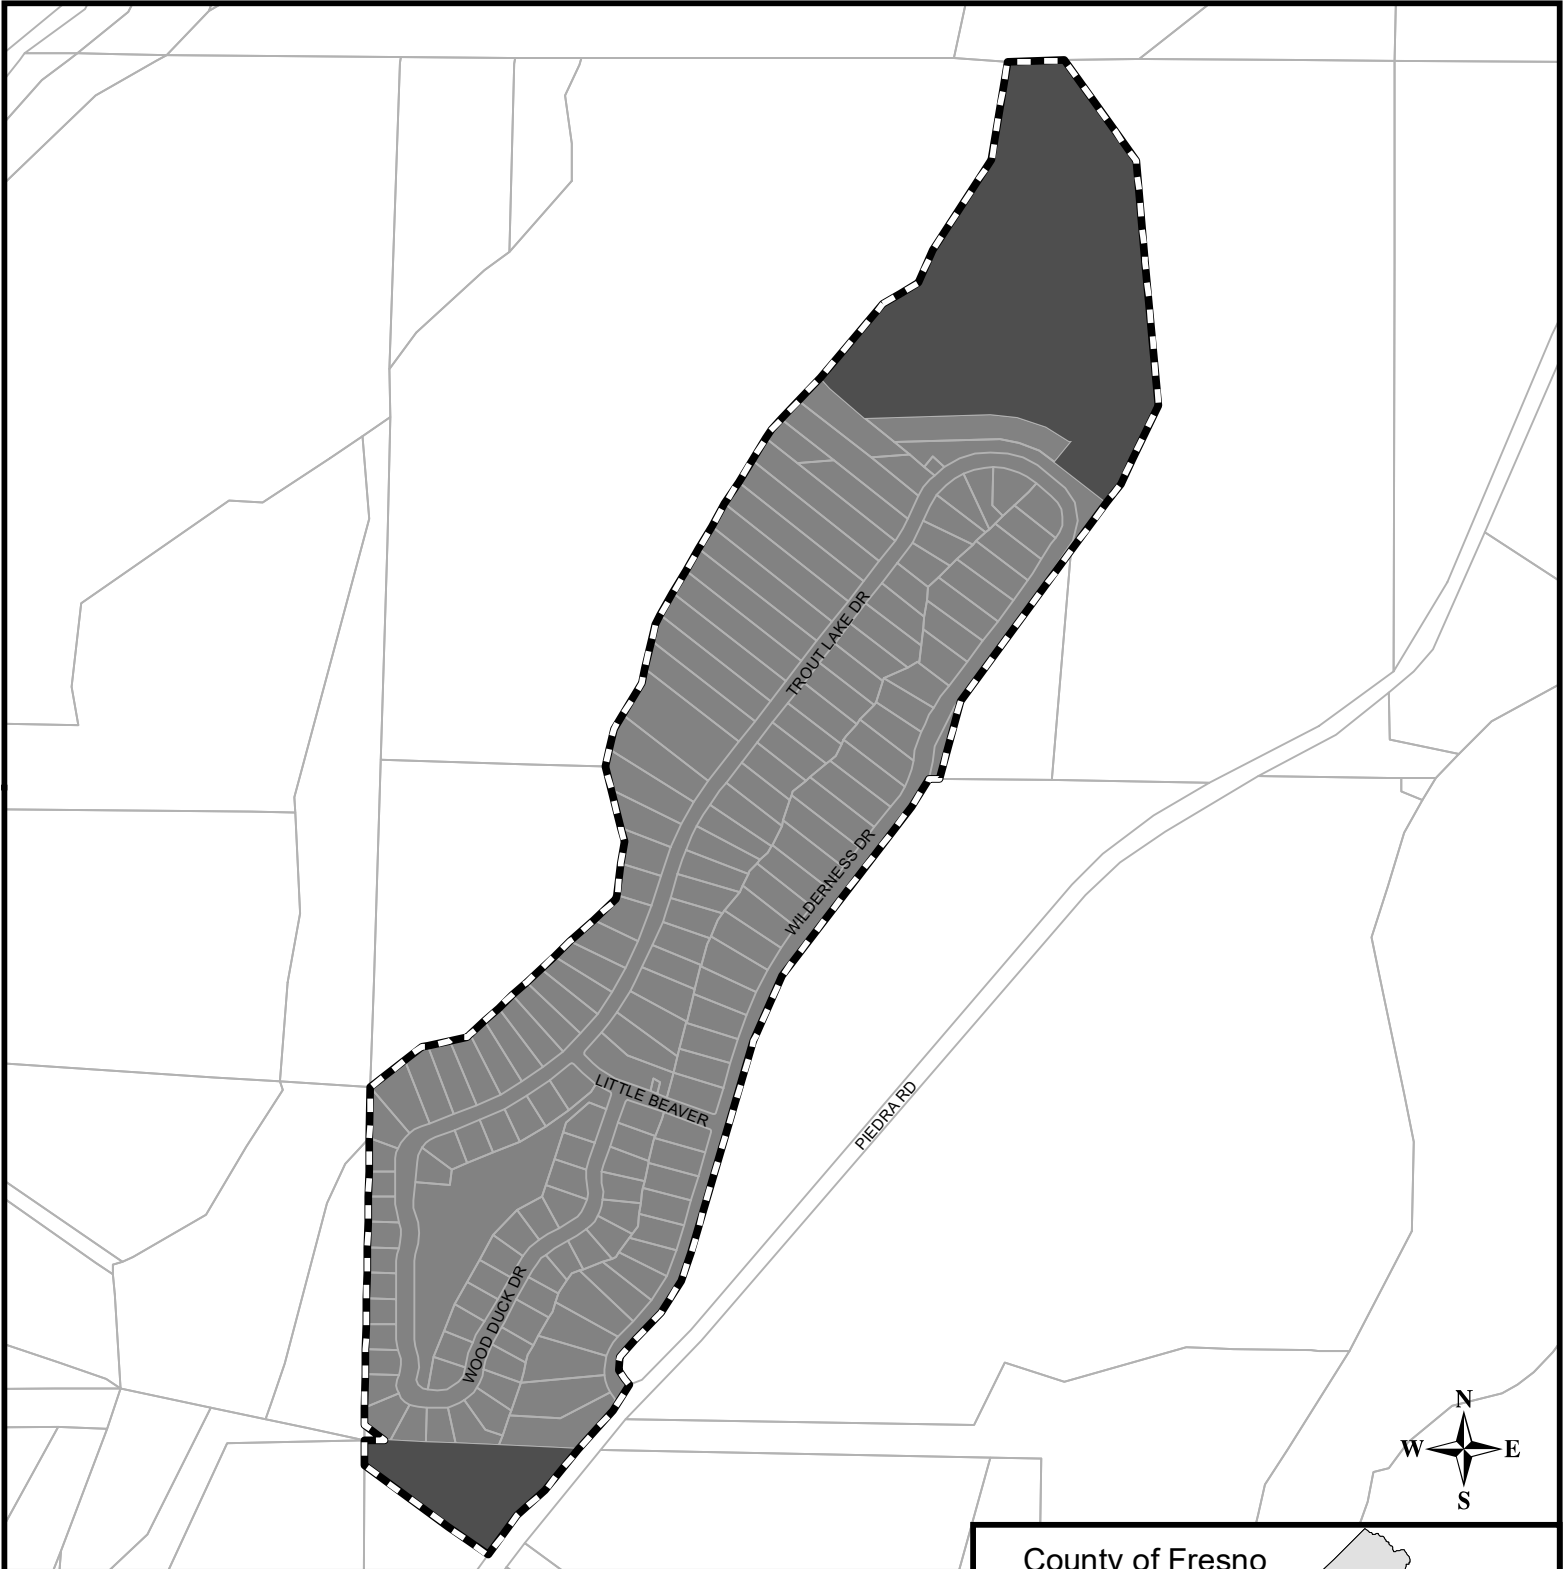 TROUT LAKE DR
WILDERNESS DR
LITTLE BEAVER
PIEDRA RD
WOOD DUCK DR
N
W E
S
County of Fresno